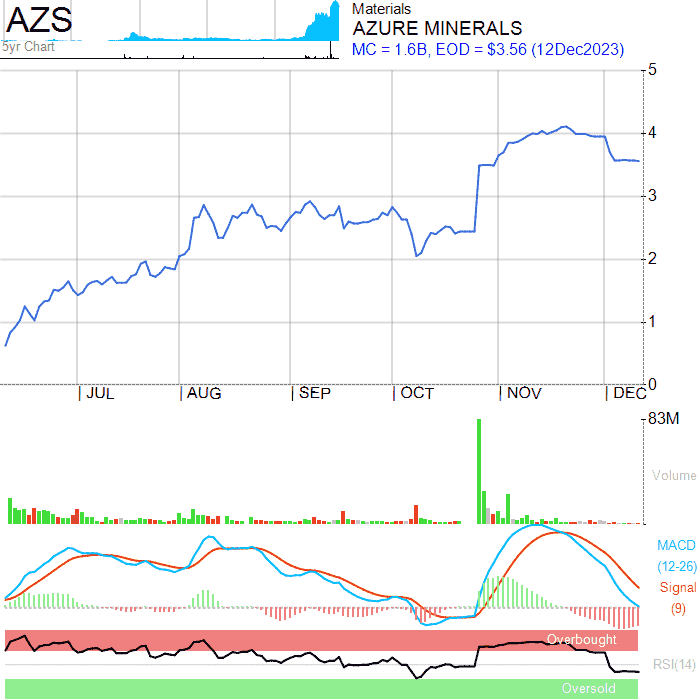 AZS
5yr Chart
Materials
AZURE MINERALS
MC = 1.6B, EOD = $3.56 (12Dec2023)
5
4
3
2
1
0
| JUL | AUG | SEP | OCT | NOV | DEC
83M
Volume
MACD
(12-26)
Signal
(9)
Overbought
RSI(14)
Oversold